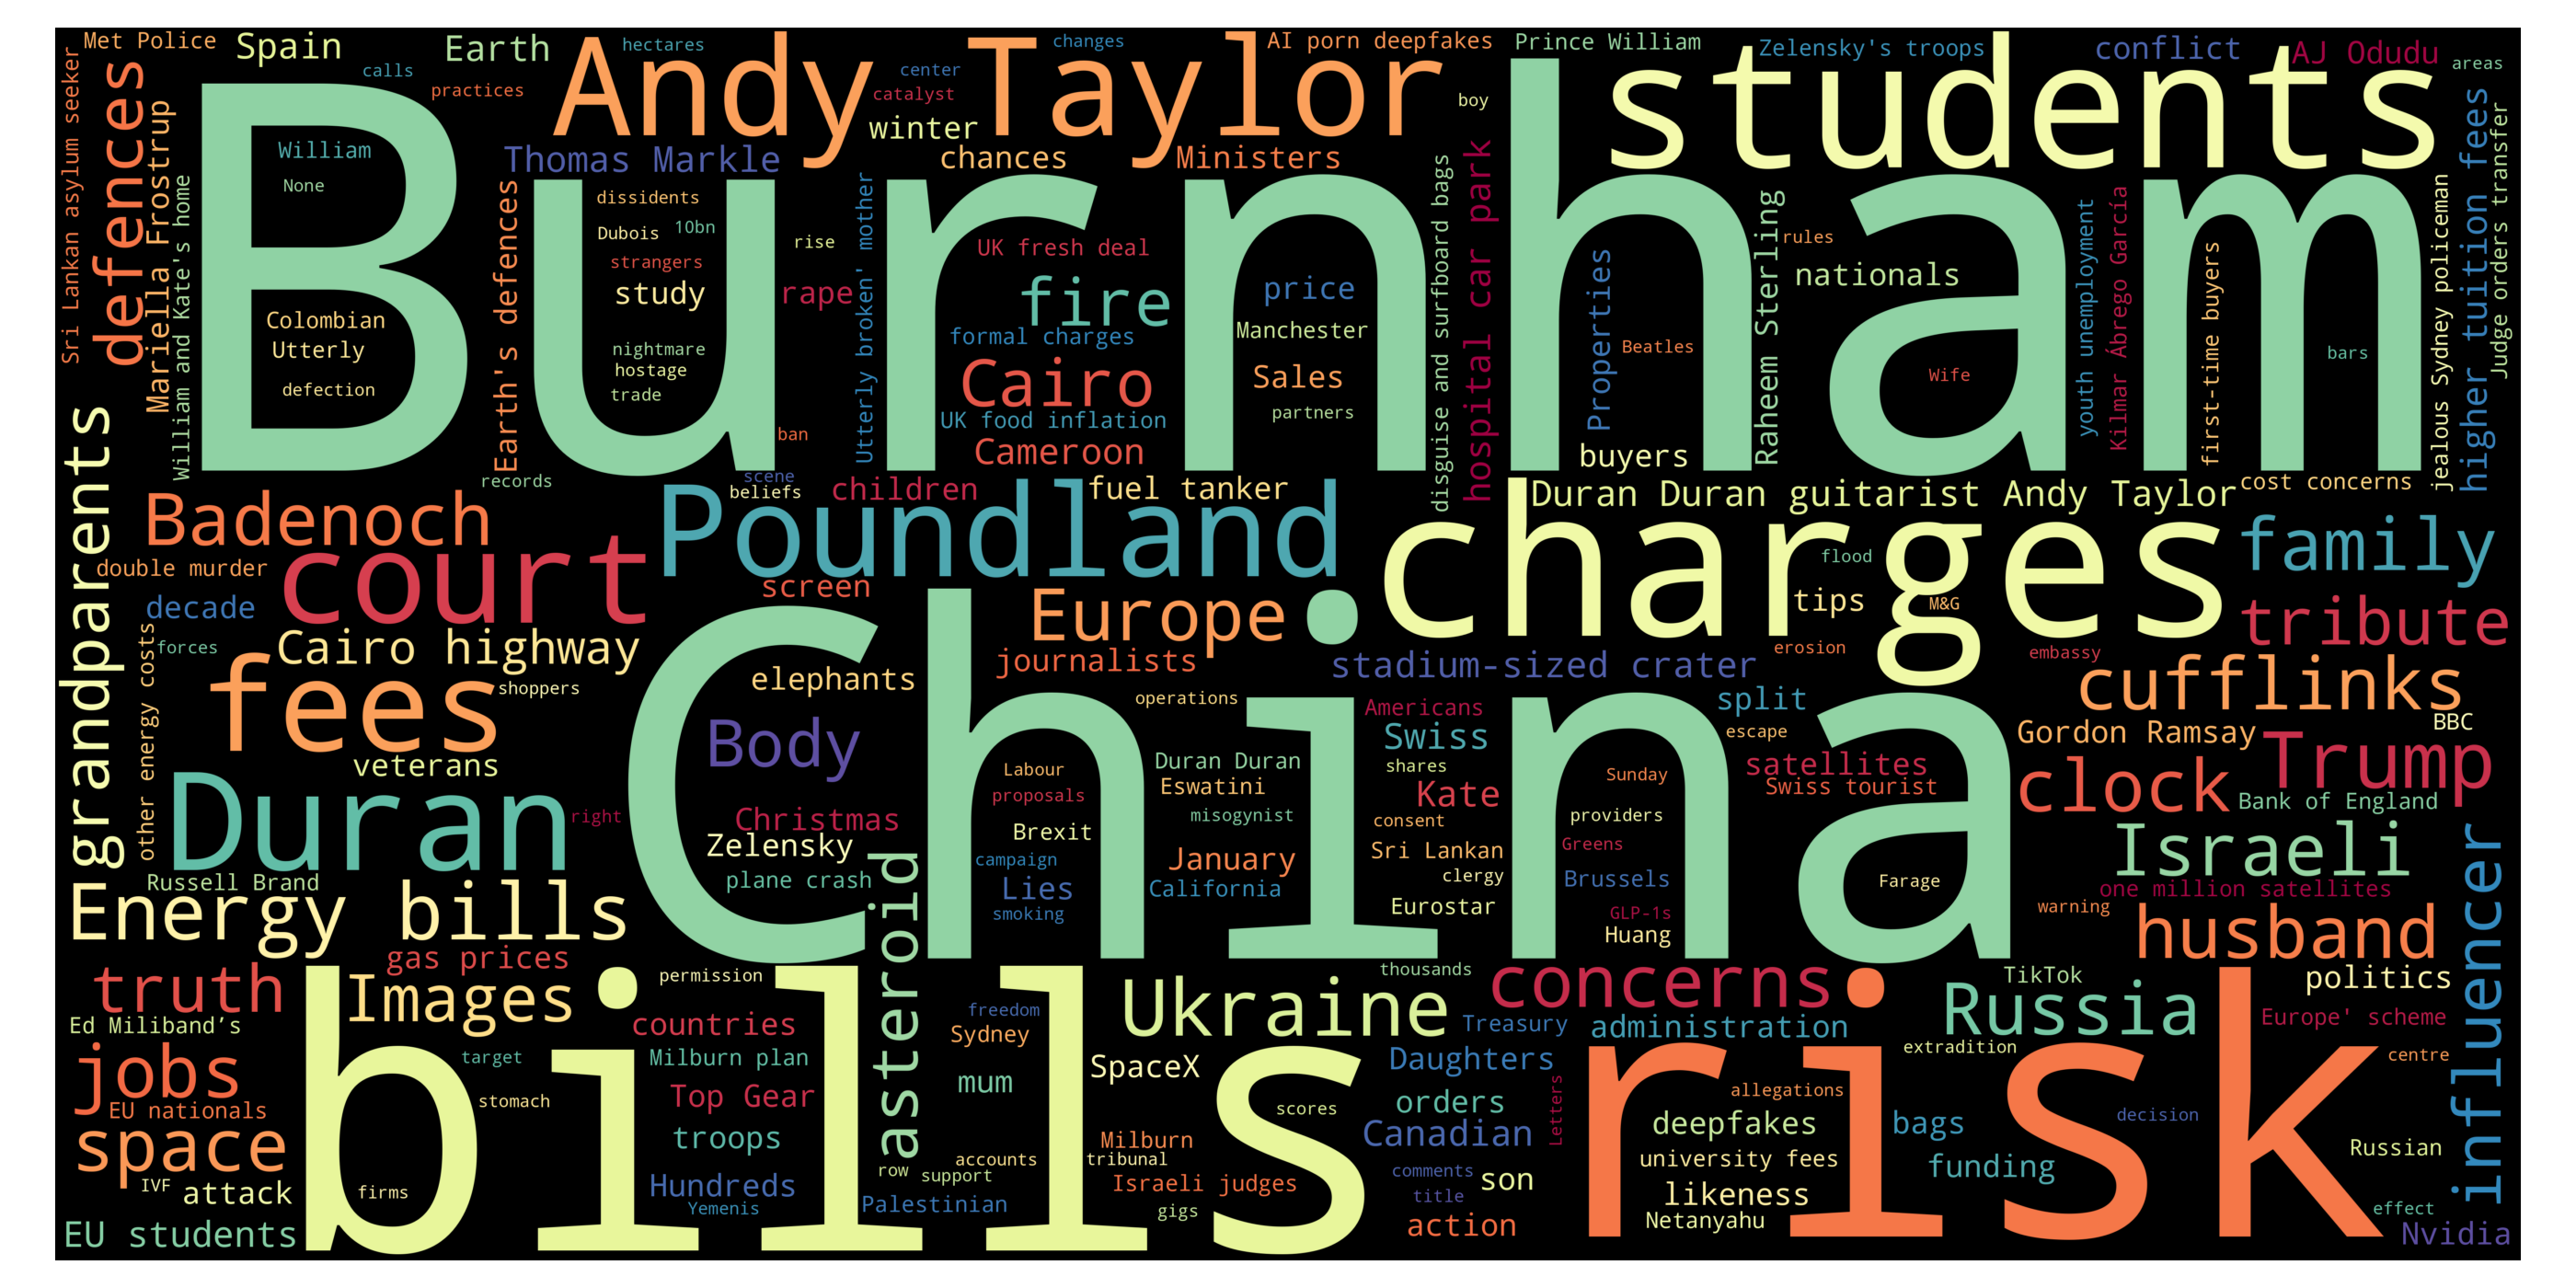 Met Police
Spain
Earth
hectares
changes
AI porn deepfakes
Prince William
Zelensky's troops
conflict
AJ Odudu
areas
calls
practices
Andy Taylor
center
catalyst
boy
students
Sri Lankan asylum seeker
defences
Mariella Frostrup
William and Kate's home
Burnham
William
None
Thomas Markle
winter
chances
Ministers
Colombian
Utterly
defection
Earth's defences
dissidents
Dubois
10bn
strangers
study
rise
rape
nightmare
hostage
trade
ban
Utterly broken' mother
UK fresh deal
fire
formal charges
Cairo
UK food inflation
Cameroon
price
Manchester
Sales
partners
disguise and surfboard bags
hospital car park
Properties
Beatles
buyers
Raheem Sterling
rules
nationals
Wife
youth unemployment
Kilmar Ábrego García
first-time buyers
bars
jealous Sydney policeman
higher tuition fees
Judge orders transfer
records
scene
beliefs
children
fuel tanker
Duran Duran guitarist Andy Taylor
cost concerns
grandparents
Badenoch
court
Poundland
charges
flood
family
double murder
screen
decade
Europe
tips
M&G
tribute
forces
Cairo highway
journalists
stadium-sized crater
erosion
embassy
other energy costs
fees
shoppers
elephants
operations
Americans
split
cufflinks
China
veterans
Body
Duran Duran
Swiss
escape
Gordon Ramsay
BBC
Labour
Eswatini
shares
Sunday
satellites
Trump
Duran
right
Christmas
proposals
misogynist
Kate
Swiss tourist
clock
Bank of England
Zelensky
Brexit
consent
providers
Israeli
Russell Brand
plane crash
campaign
January
Sri Lankan
Greens
Eg
Lies
California
clergy
Brussels
Farage
one million satellites
Energy bills
smoking
Eurostar
GLP-1s
Huang
warning
husband
influencer
asteroid
gas prices
truth
Images
permission
thousands
concerns
TikTok
politics
Ed Miliband’s
countries
freedom
Sydney
Ukraine
Treasury
administration
Russia
Europe' scheme
jobs
target
Milburn plan
SpaceX
Daughters
extradition
centre
bills
risk
EU nationals
stomach
Top Gear
mum
scores
orders
Letters
allegations
deepfakes
bags
decision
space
troops
Milburn
Canadian
Russian
accounts
tribunal
university fees
funding
IVF
attack
firms
Hundreds
row
support
Israeli judges
comments
son
likeness
Yemenis
Palestinian
gigs
title
Netanyahu
effect
EU students
action
Nvidia